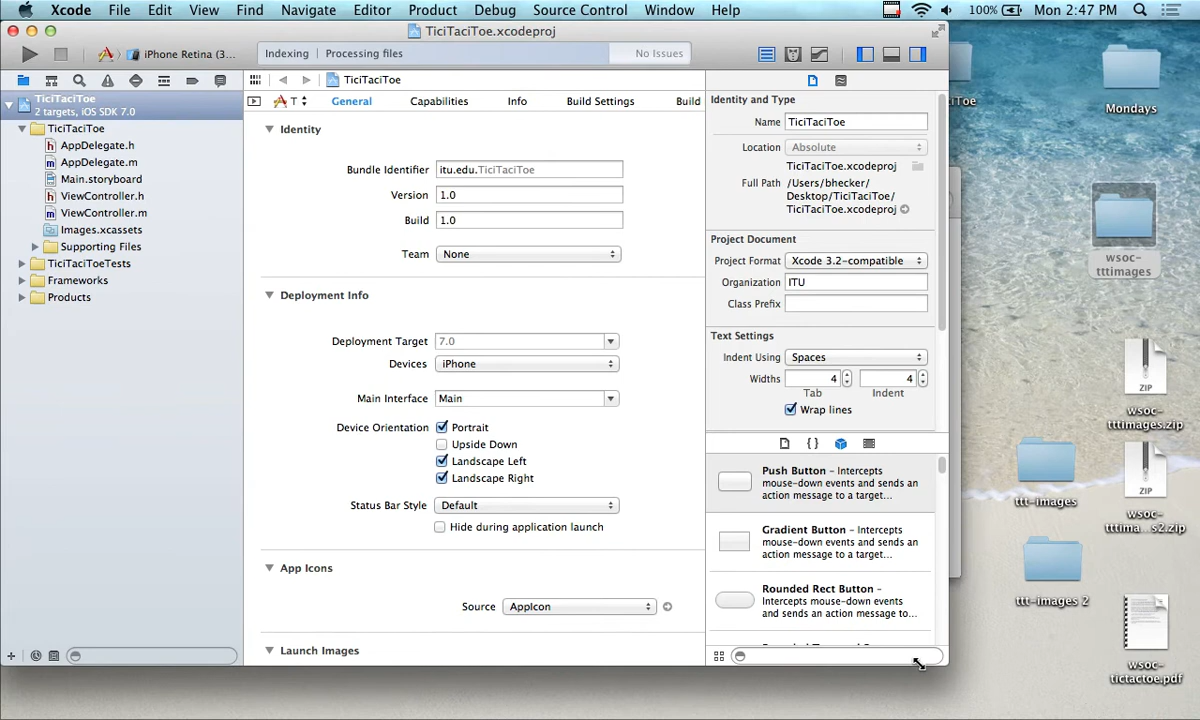 Xcode File Edit View Find Navigate Editor Product Debug Source Control Window Help 100% Mon 2:47 PM
TiciTaciToe.xcodeproj
iPhone Retina (3... Indexing | Processing files No Issues
TiciTaciToe
General Capabilities Info Build Settings Build
TiciTaciToe
2 targets, iOS SDK 7.0
TiciTaciToe
AppDelegate.h
AppDelegate.m
Main.storyboard
ViewController.h
ViewController.m
Images.xcassets
Supporting Files
TiciTaciToeTests
Frameworks
Products
Identity
Bundle Identifier itu.edu.TiciTaciToe
Version 1.0
Build 1.0
Team None
Deployment Info
Deployment Target 7.0
Devices iPhone
Main Interface Main
Device Orientation Portrait
Upside Down
Landscape Left
Landscape Right
Status Bar Style Default
Hide during application launch
App Icons
Source AppIcon
Launch Images
Identity and Type
Name TiciTaciToe
Location Absolute
TiciTaciToe.xcodeproj
Full Path /Users/bhecker/
Desktop/TiciTaciToe/
TiciTaciToe.xcodeproj
Project Document
Project Format Xcode 3.2-compatible
Organization ITU
Class Prefix
Text Settings
Indent Using Spaces
Widths 4 4
Tab Indent
Wrap lines
Push Button - Intercepts
mouse-down events and sends an
action message to a target...
Gradient Button - Intercepts
mouse-down events and sends an
action message to a target...
Rounded Rect Button -
Intercepts mouse-down events
and sends an action message to...
iToe
Mondays
wsoc-
tttimages
ZIP
wsoc-
tttimages.zip
ttt-images
ZIP
wsoc-
tttima...s2.zip
ttt-images 2
wsoc-
tictactoe.pdf